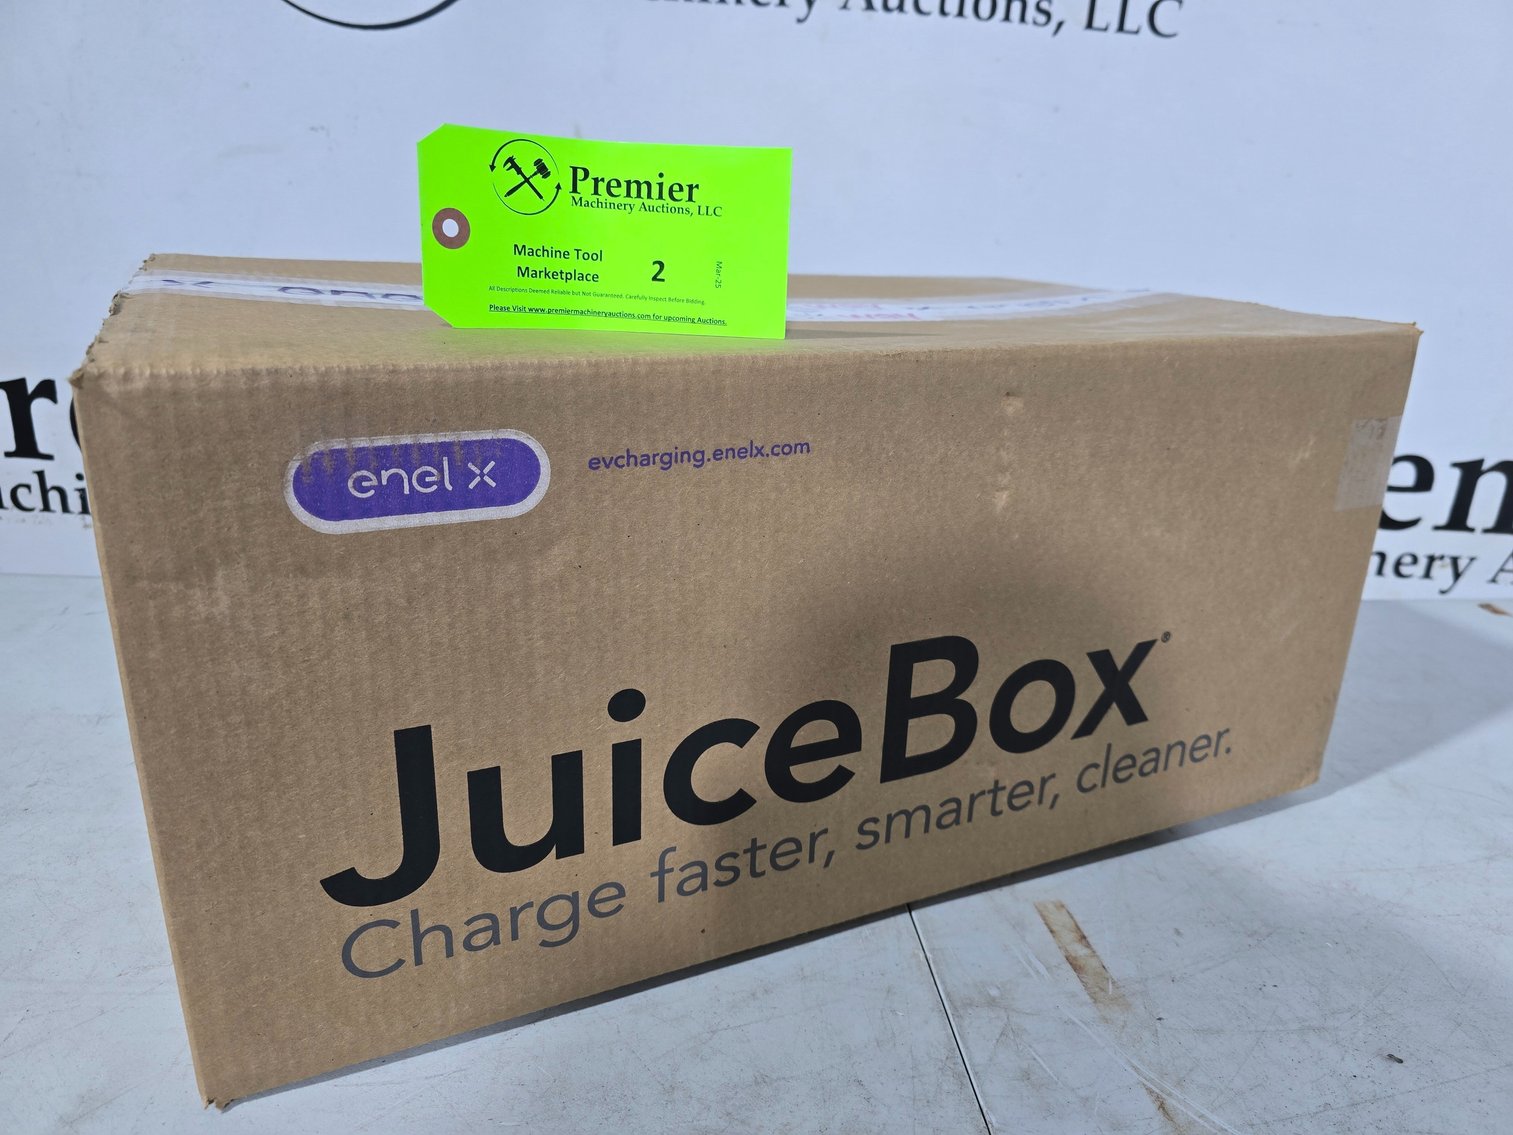 Machinery Auctions, LLC
Premier
Machinery Auctions, LLC
Machine Tool
Marketplace
2
Mar-25
All Descriptions Deemed Reliable but Not Guaranteed. Carefully Inspect Before Bidding.
Please Visit www.premiermachineryauctions.com for upcoming Auctions.
enel x
evcharging.enelx.com
JuiceBox®
Charge faster, smarter, cleaner.